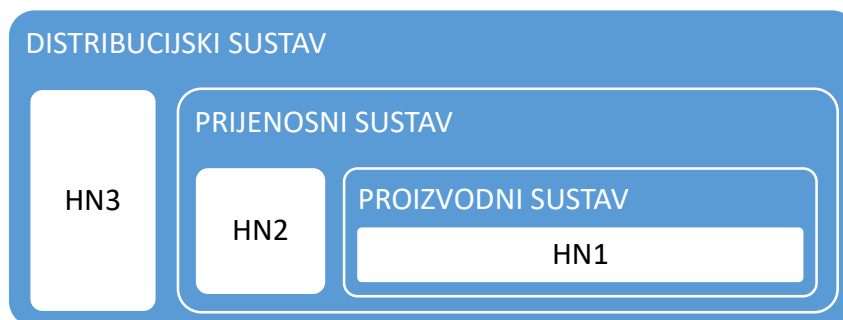 DISTRIBUCIJSKI SUSTAV
HN3
PRIJENOSNI SUSTAV
HN2
PROIZVODNI SUSTAV
HN1